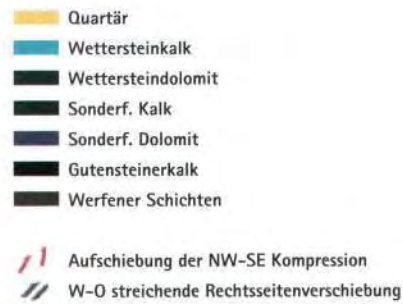 Quartär
Wettersteinkalk
Wettersteindolomit
Sonderf. Kalk
Sonderf. Dolomit
Gutensteinerkalk
Werfener Schichten
Aufschiebung der NW-SE Kompression
W-O streichende Rechtsseitenverschiebung